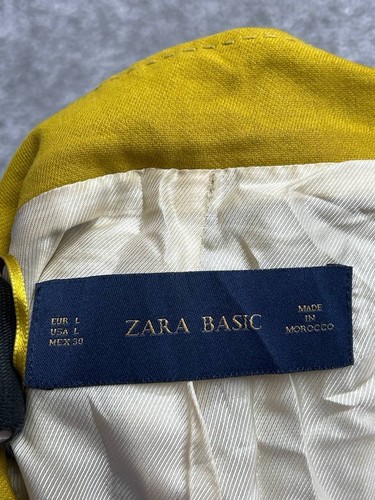 EUR L
USA L
MEX 30
ZARA BASIC
MADE
IN
MOROCCO